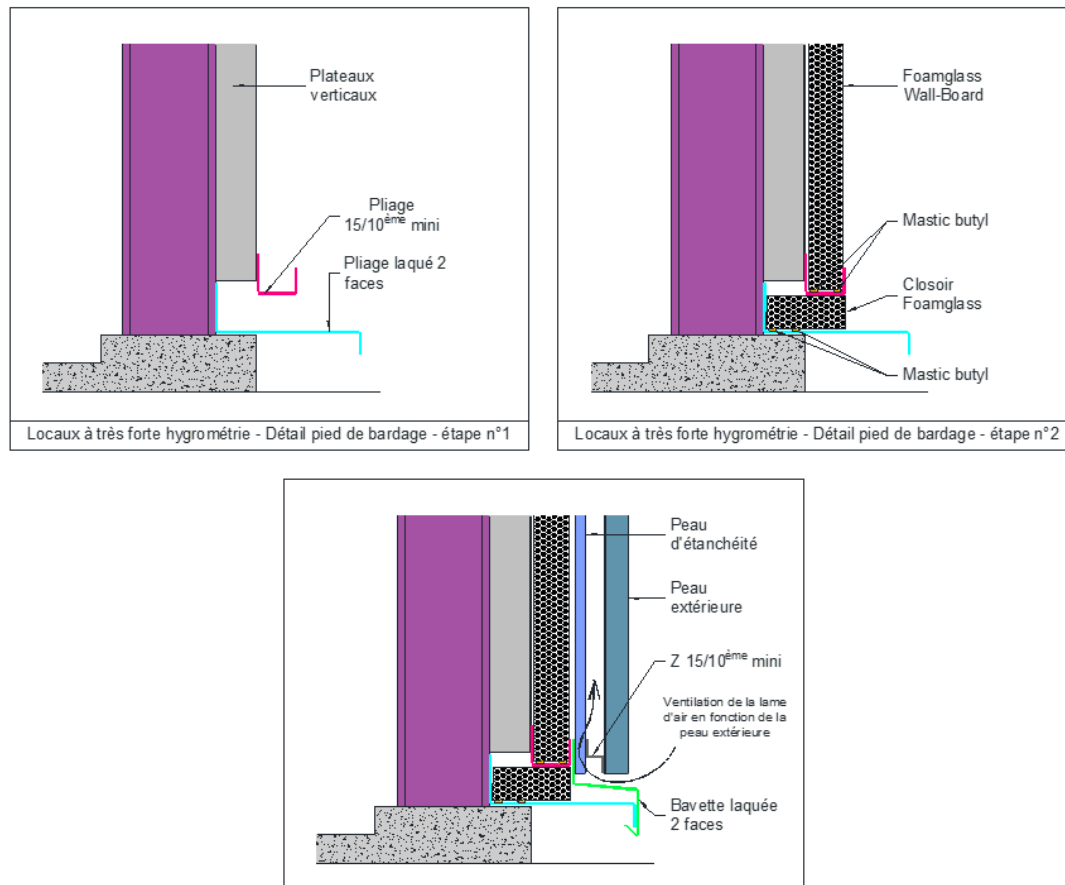 Plateaux
verticaux
Pliage
15/10ème mini
Pliage laqué 2
faces
Locaux à très forte hygrométrie - Détail pied de bardage - étape n°1
Foamglass
Wall-Board
Mastic butyl
Closoir
Foamglass
Mastic butyl
Locaux à très forte hygrométrie - Détail pied de bardage - étape n°2
Peau
d'étanchéité
Peau
extérieure
Z 15/10ème mini
Ventilation de la lame
d'air en fonction de la
peau extérieure
Bavette laquée
2 faces